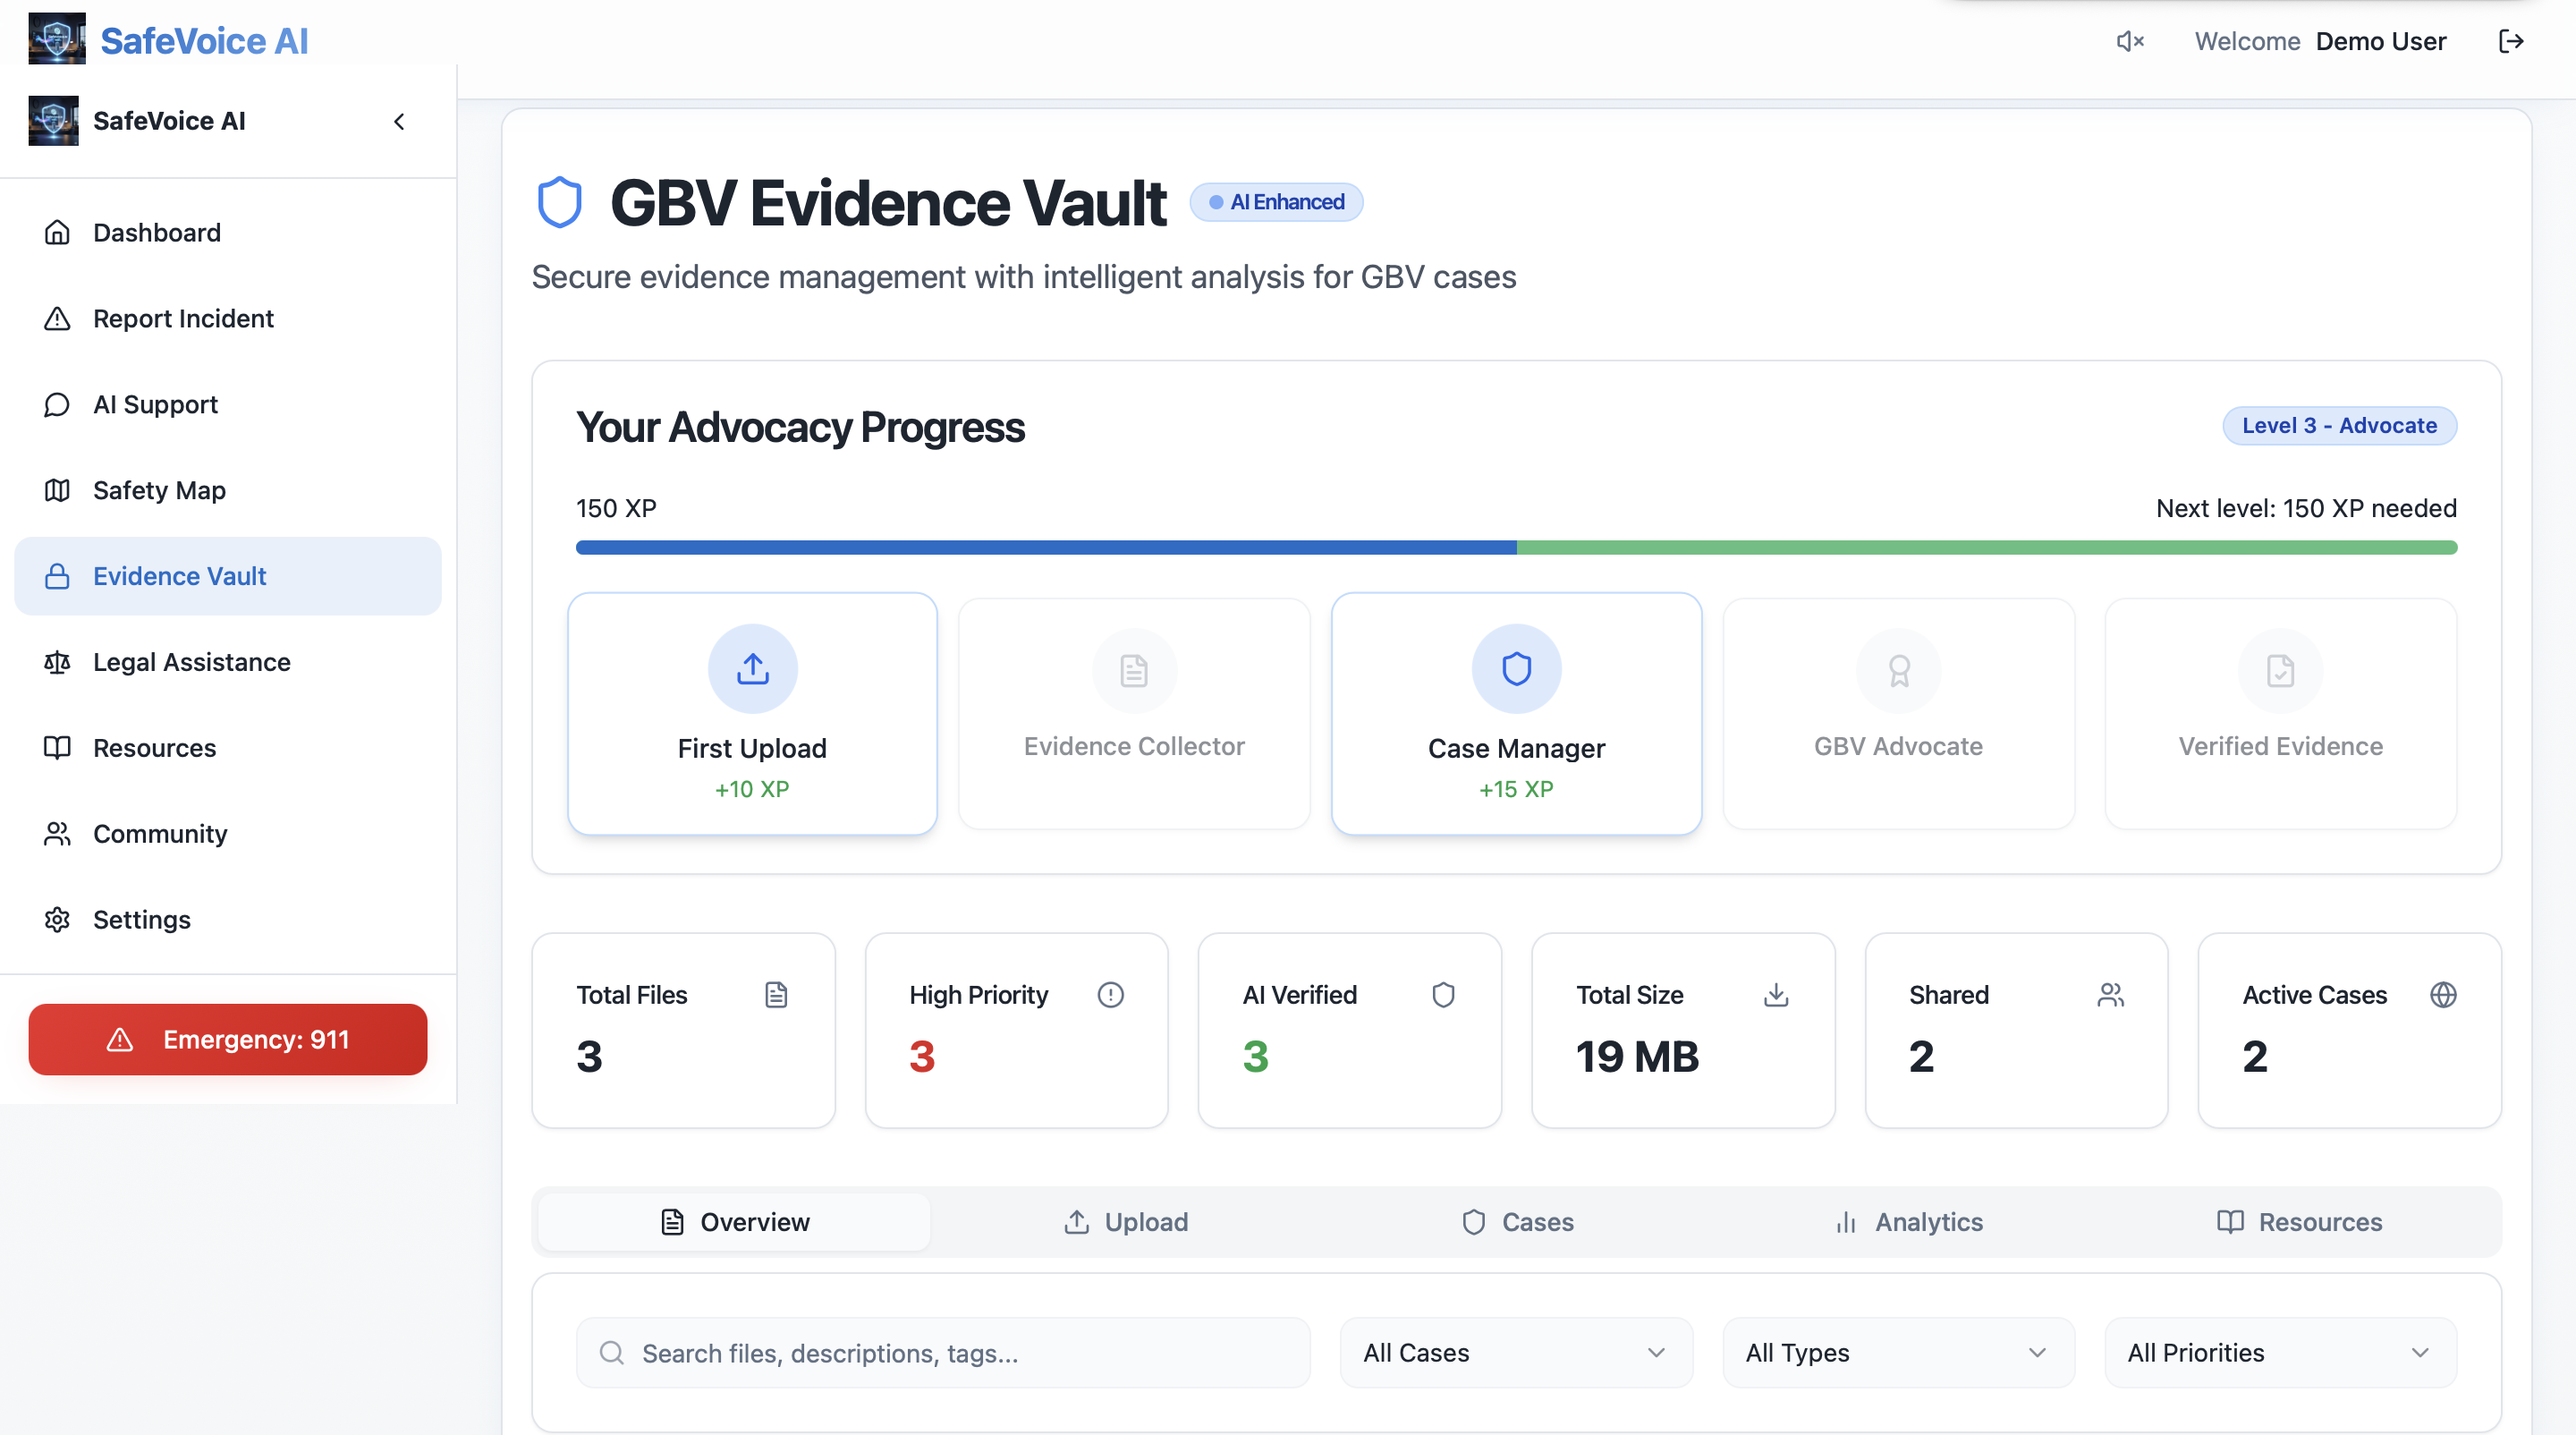 SafeVoice AI
Welcome Demo User
SafeVoice AI
Dashboard
Report Incident
AI Support
Safety Map
Evidence Vault
Legal Assistance
Resources
Community
Settings
Emergency: 911
GBV Evidence Vault
AI Enhanced
Secure evidence management with intelligent analysis for GBV cases
Your Advocacy Progress
Level 3 - Advocate
150 XP
Next level: 150 XP needed
First Upload
+10 XP
Evidence Collector
Case Manager
+15 XP
GBV Advocate
Verified Evidence
Total Files
3
High Priority
3
AI Verified
3
Total Size
19 MB
Shared
2
Active Cases
2
Overview
Upload
Cases
Analytics
Resources
Search files, descriptions, tags...
All Cases
All Types
All Priorities